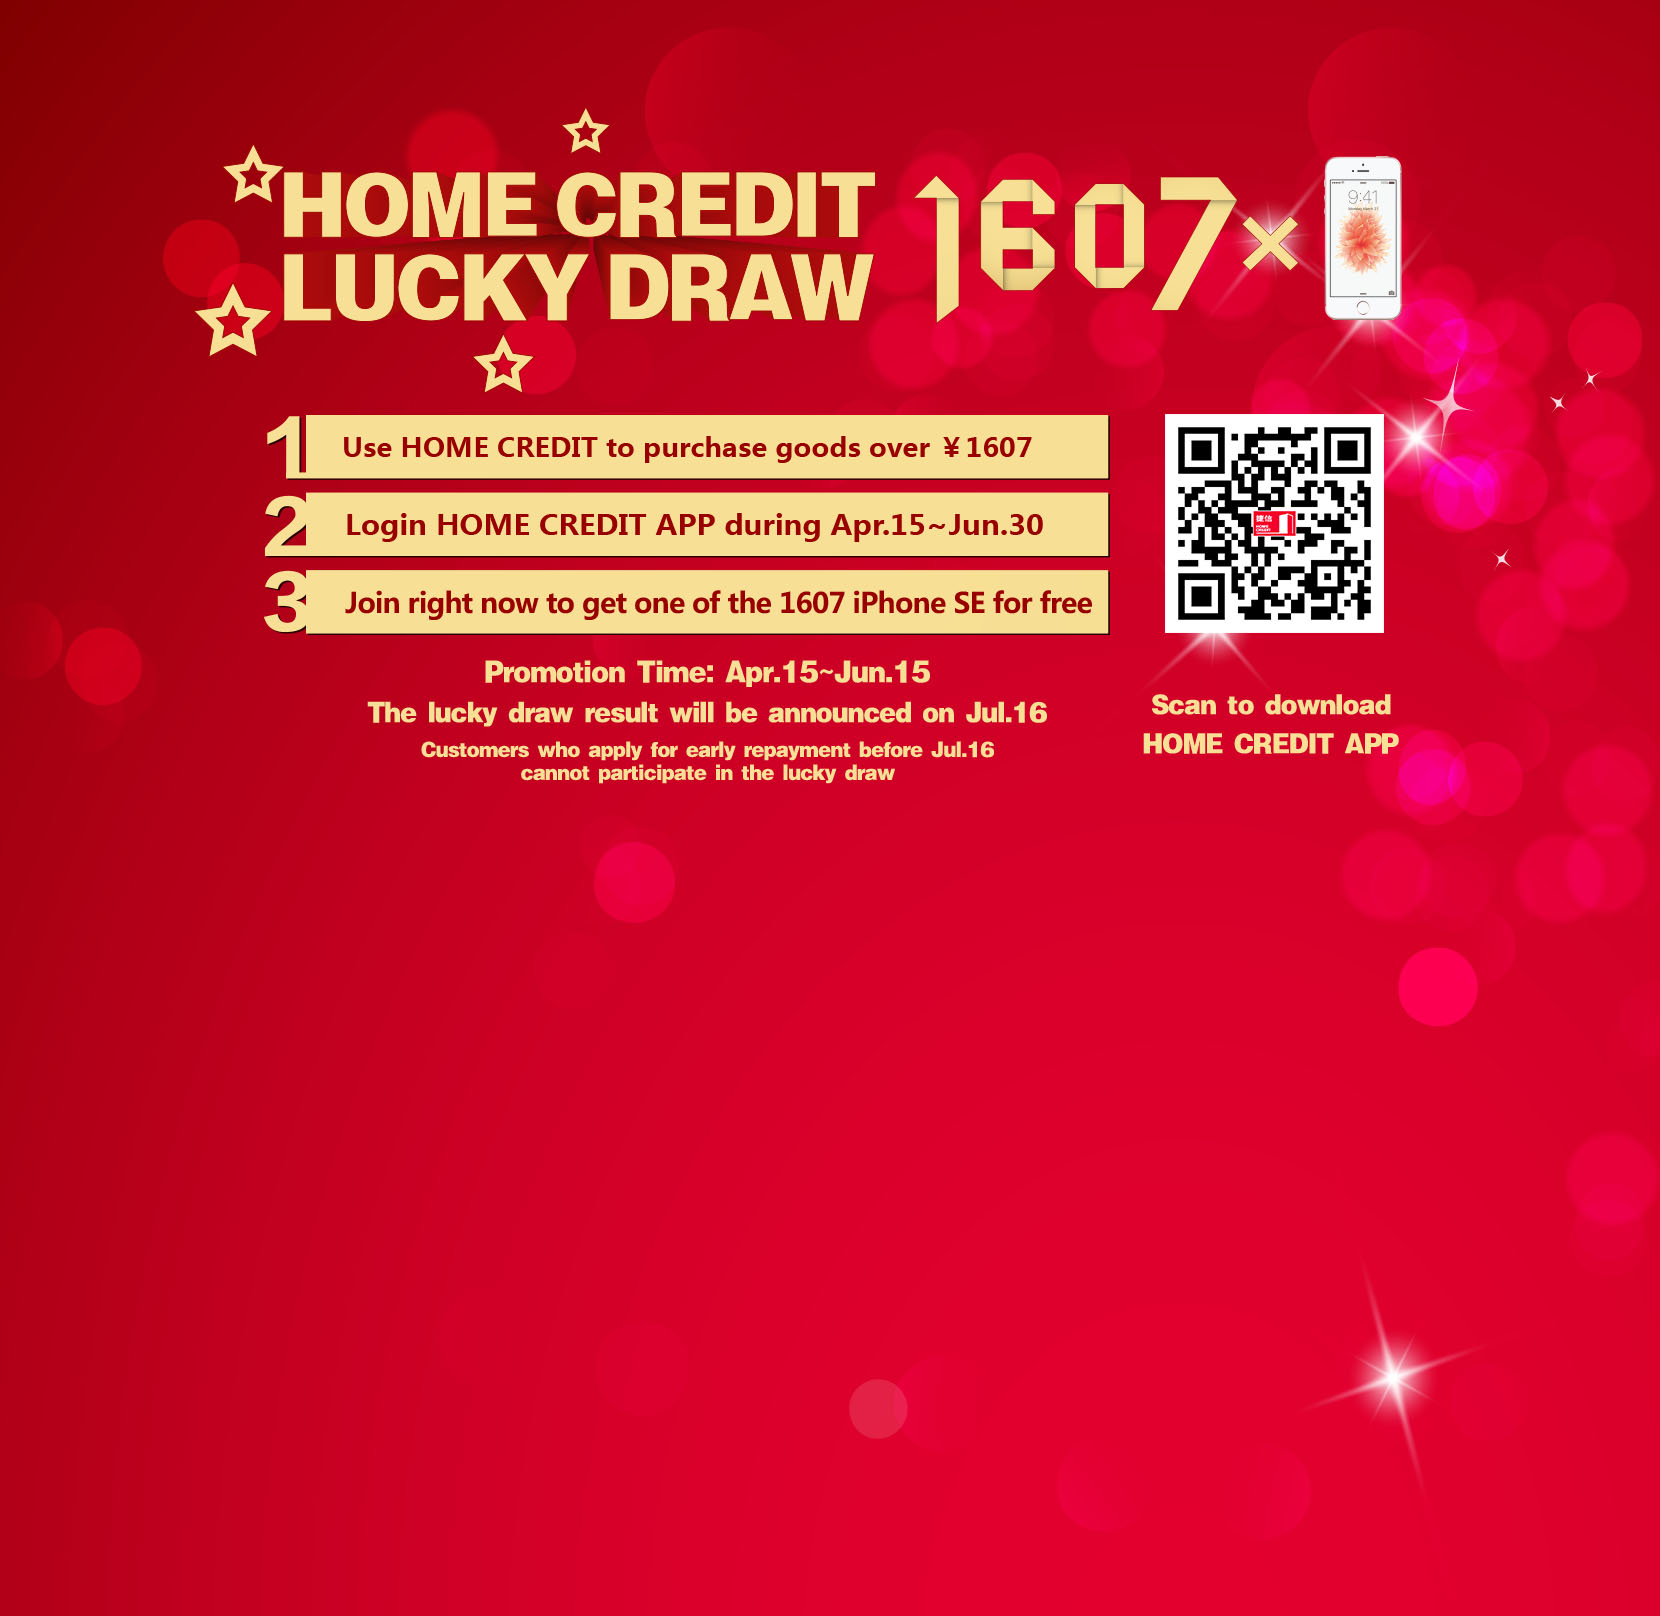 HOME CREDIT
LUCKY DRAW
1607×
9:41
1 Use HOME CREDIT to purchase goods over ¥1607
2 Login HOME CREDIT APP during Apr.15~Jun.30
3 Join right now to get one of the 1607 iPhone SE for free
捷信
HOME
CREDIT
Promotion Time: Apr.15~Jun.15
The lucky draw result will be announced on Jul.16
Customers who apply for early repayment before Jul.16
cannot participate in the lucky draw
Scan to download
HOME CREDIT APP